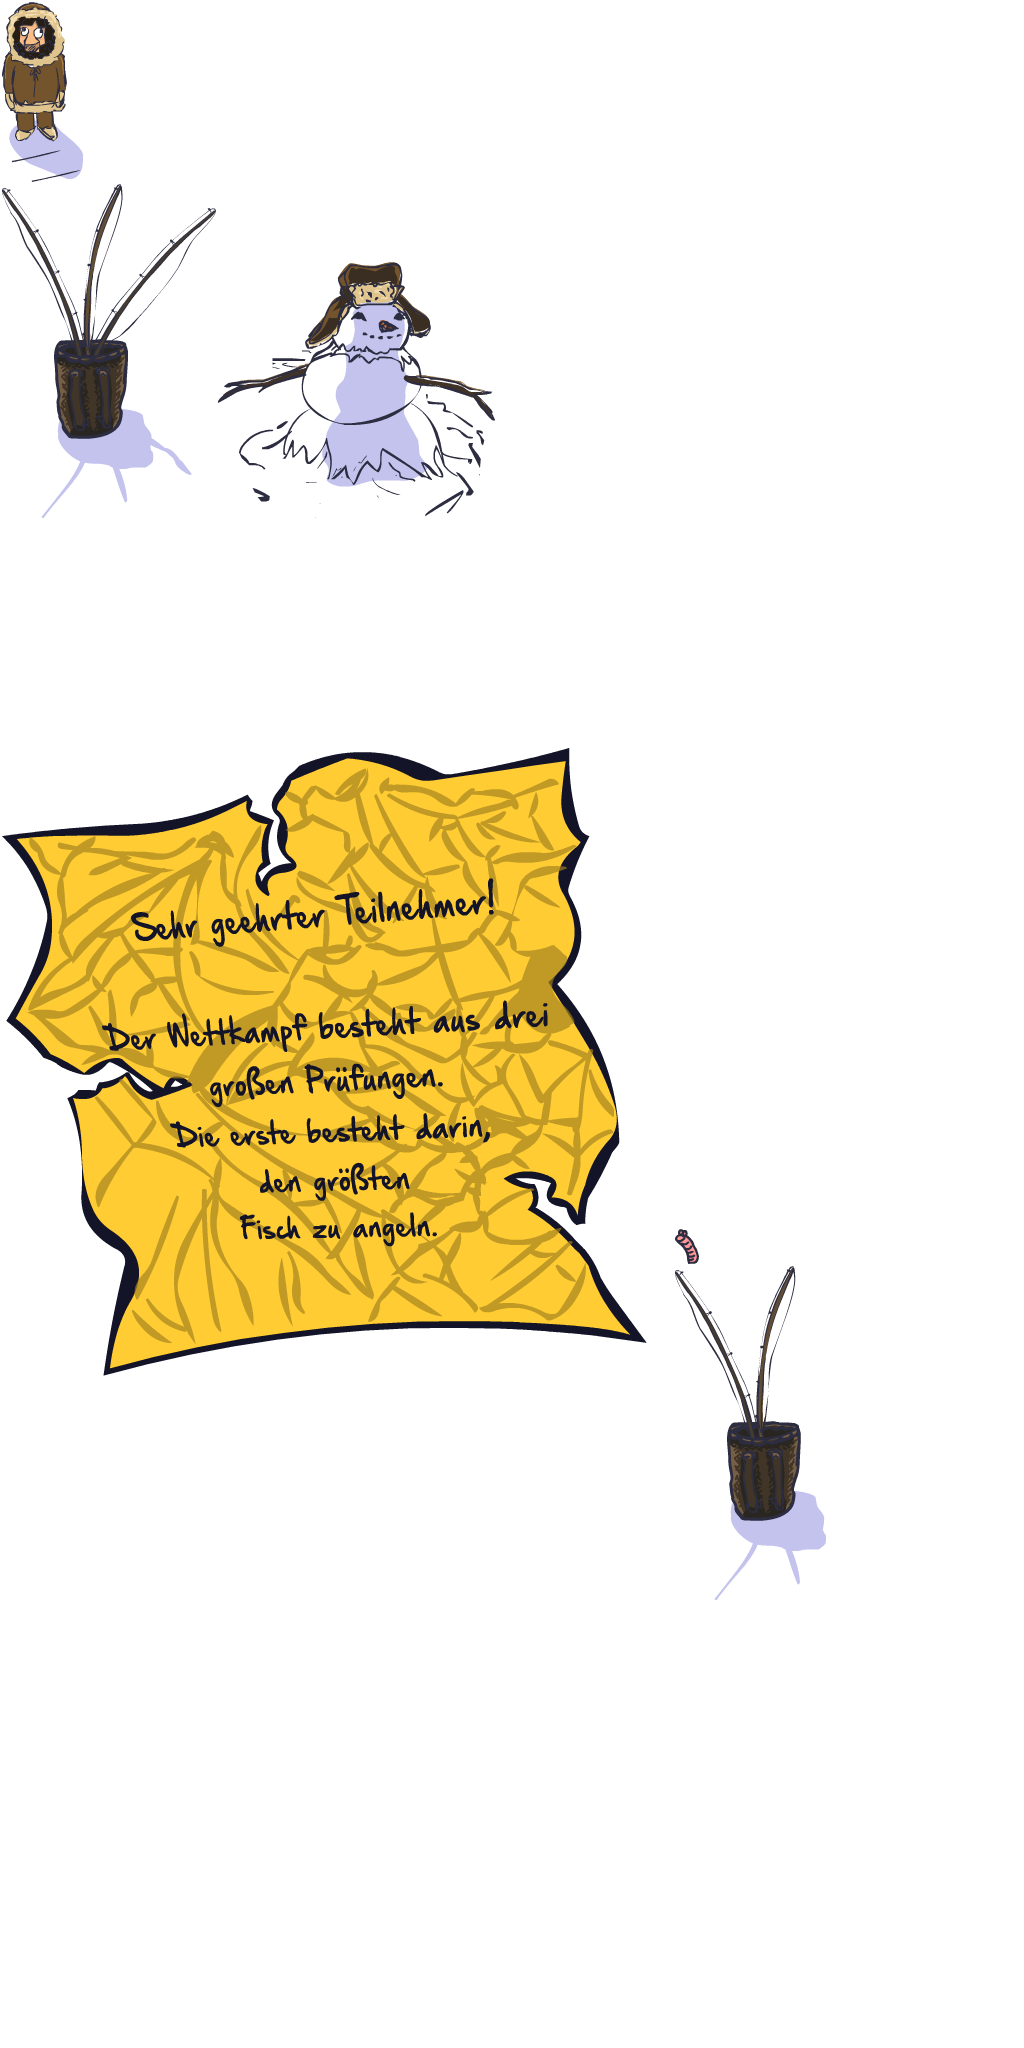 Sehr geehrter Teilnehmer!
Der Wettkampf besteht aus drei
großen Prüfungen.
Die erste besteht darin,
den größten
Fisch zu angeln.